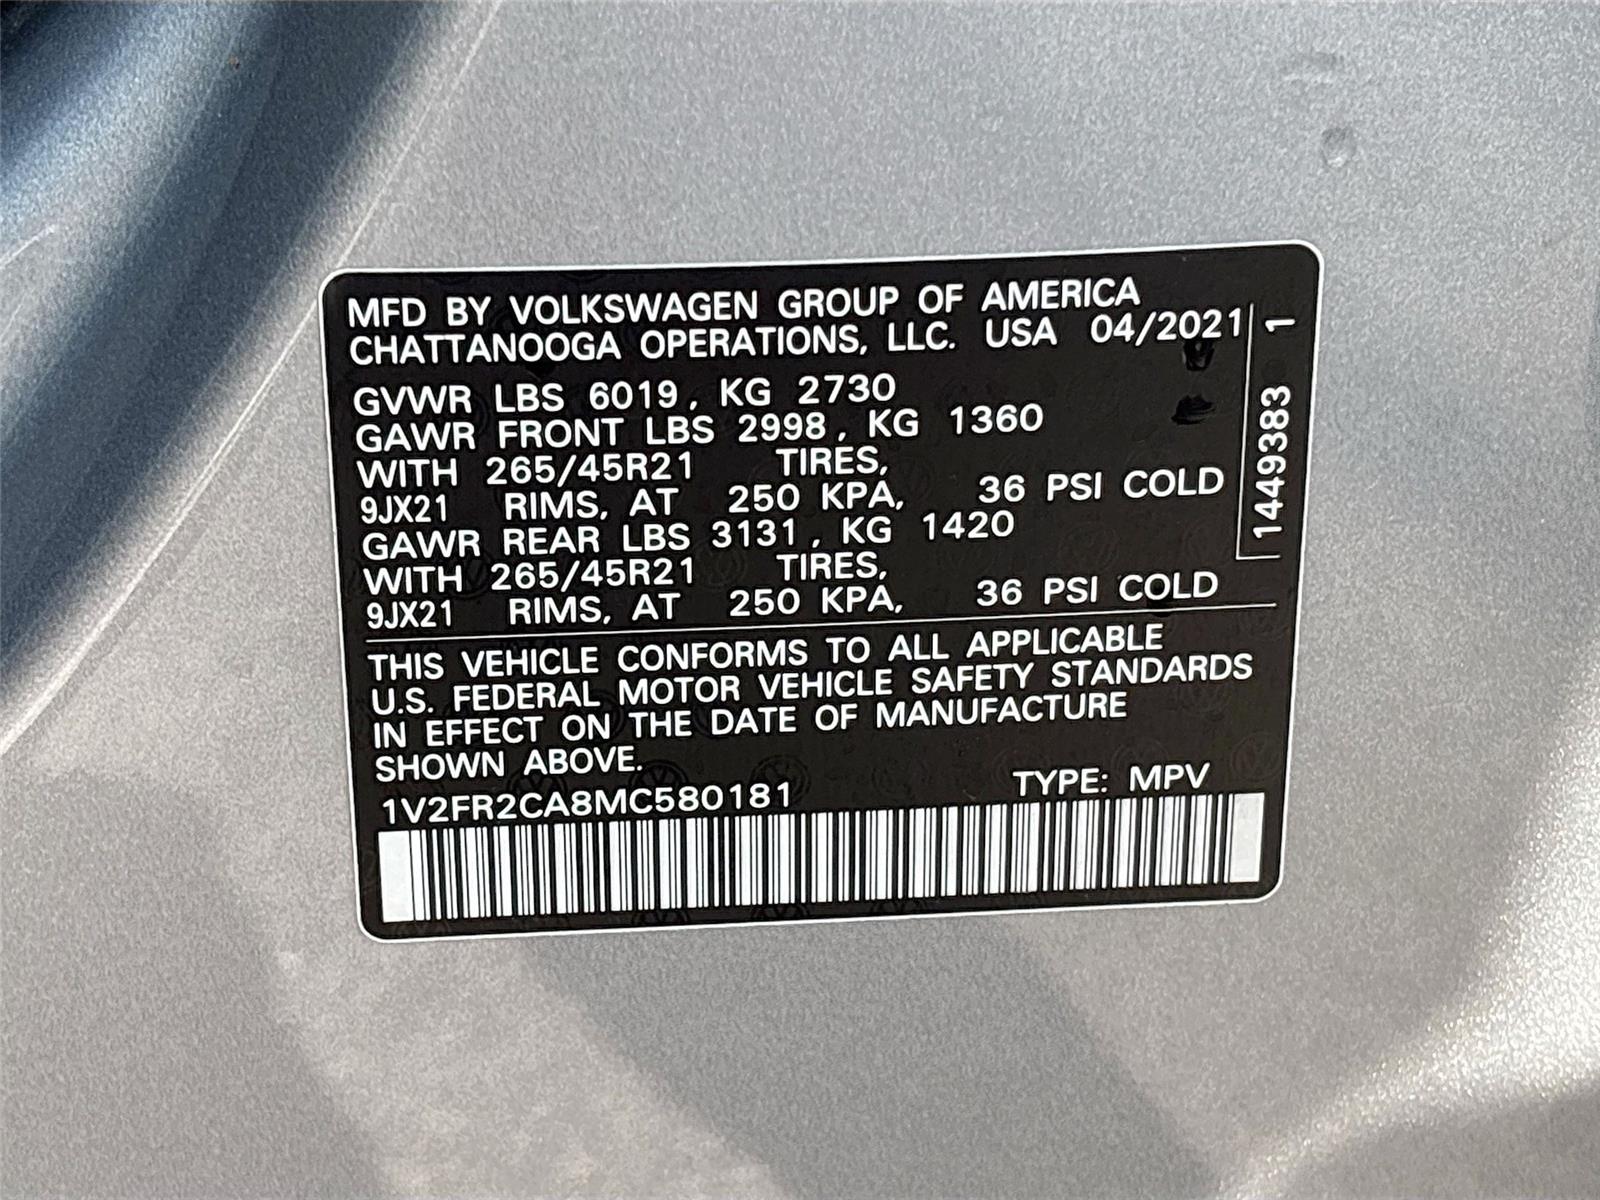 MFD BY VOLKSWAGEN GROUP OF AMERICA
CHATTANOOGA OPERATIONS, LLC. USA 04/2021
GVWR LBS 6019, KG 2730
GAWR FRONT LBS 2998, KG 1360
WITH 265/45R21 TIRES,
9JX21 RIMS, AT 250 KPA, 36 PSI COLD
GAWR REAR LBS 3131, KG 1420
WITH 265/45R21 TIRES,
9JX21 RIMS, AT 250 KPA, 36 PSI COLD
THIS VEHICLE CONFORMS TO ALL APPLICABLE
U.S. FEDERAL MOTOR VEHICLE SAFETY STANDARDS
IN EFFECT ON THE DATE OF MANUFACTURE
SHOWN ABOVE.
1V2FR2CA8MC580181 TYPE: MPV
1449383 1